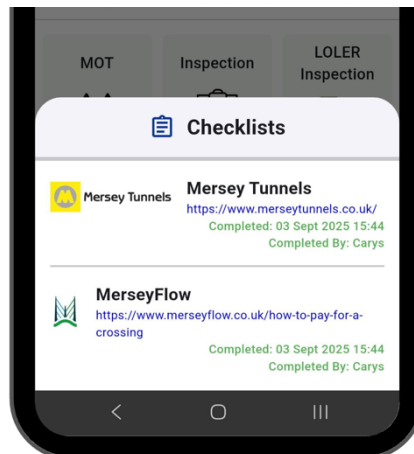 MOT
Inspection
LOLER
Inspection
Checklists
Mersey Tunnels
Mersey Tunnels
https://www.merseytunnels.co.uk/
Completed: 03 Sept 2025 15:44
Completed By: Carys
MerseyFlow
https://www.merseyflow.co.uk/how-to-pay-for-a-
crossing
Completed: 03 Sept 2025 15:44
Completed By: Carys